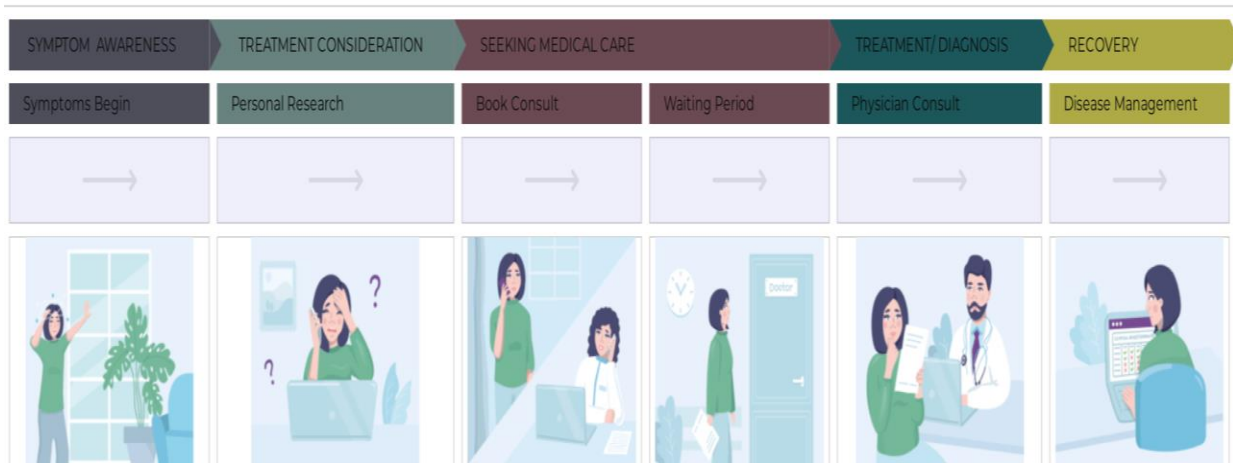 SYMPTOM AWARENESS
TREATMENT CONSIDERATION
SEEKING MEDICAL CARE
TREATMENT/ DIAGNOSIS
RECOVERY
Symptoms Begin
Personal Research
Book Consult
Waiting Period
Physician Consult
Disease Management
?
?
Doctor